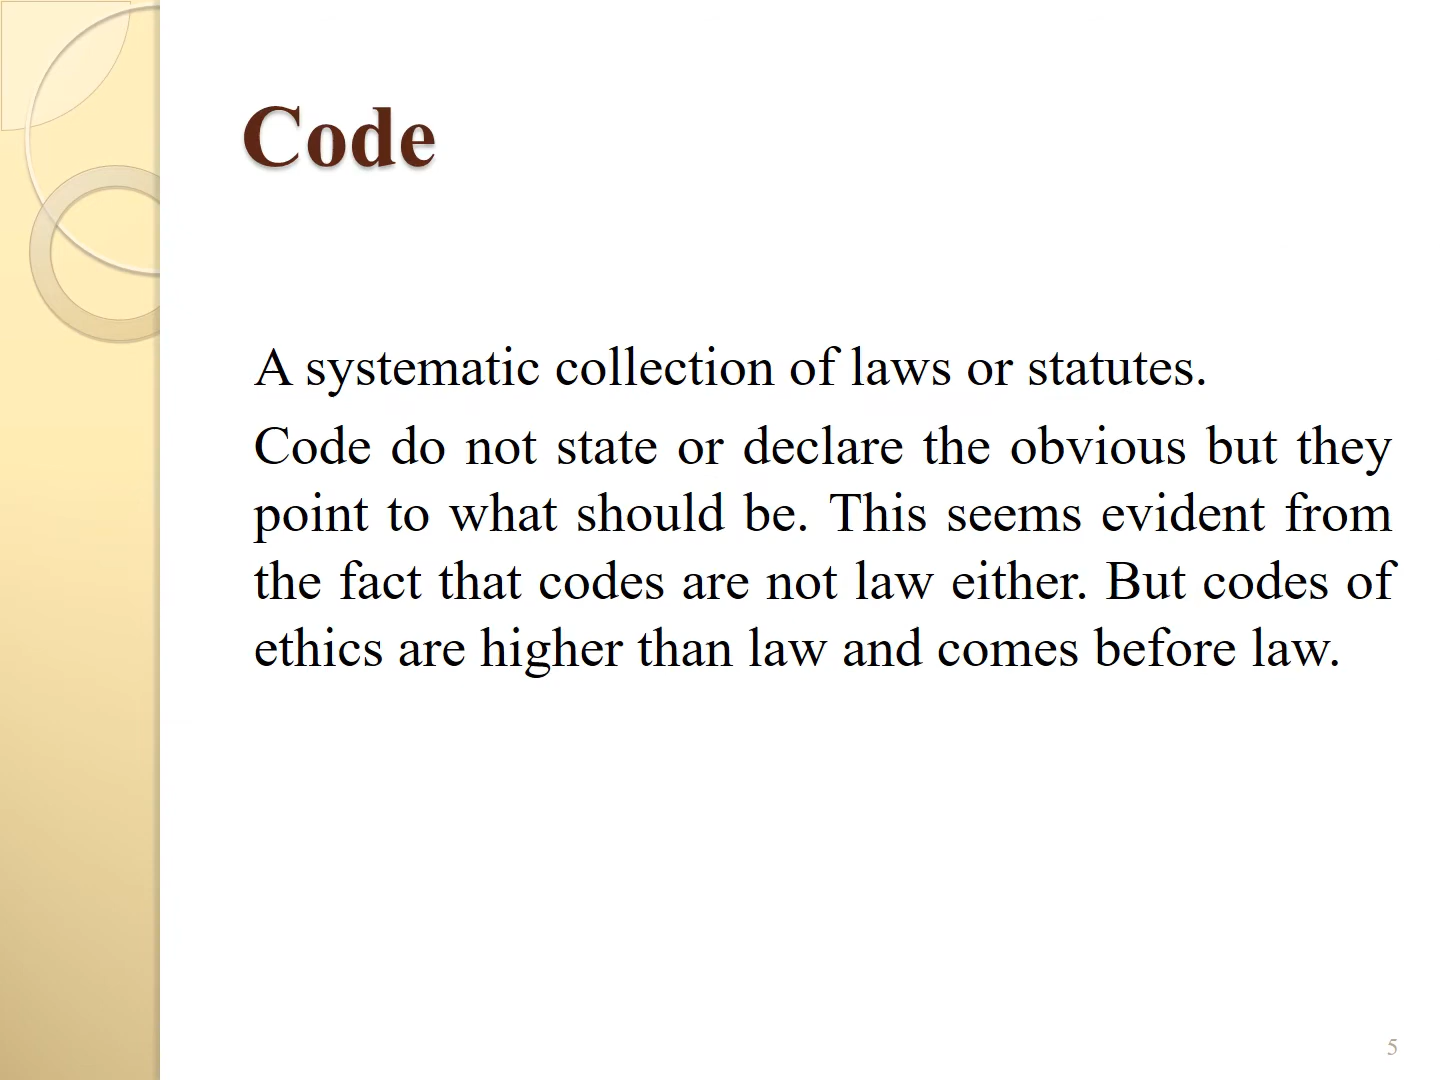 Code
A systematic collection of laws or statutes.
Code do not state or declare the obvious but they
point to what should be. This seems evident from
the fact that codes are not law either. But codes of
ethics are higher than law and comes before law.
5